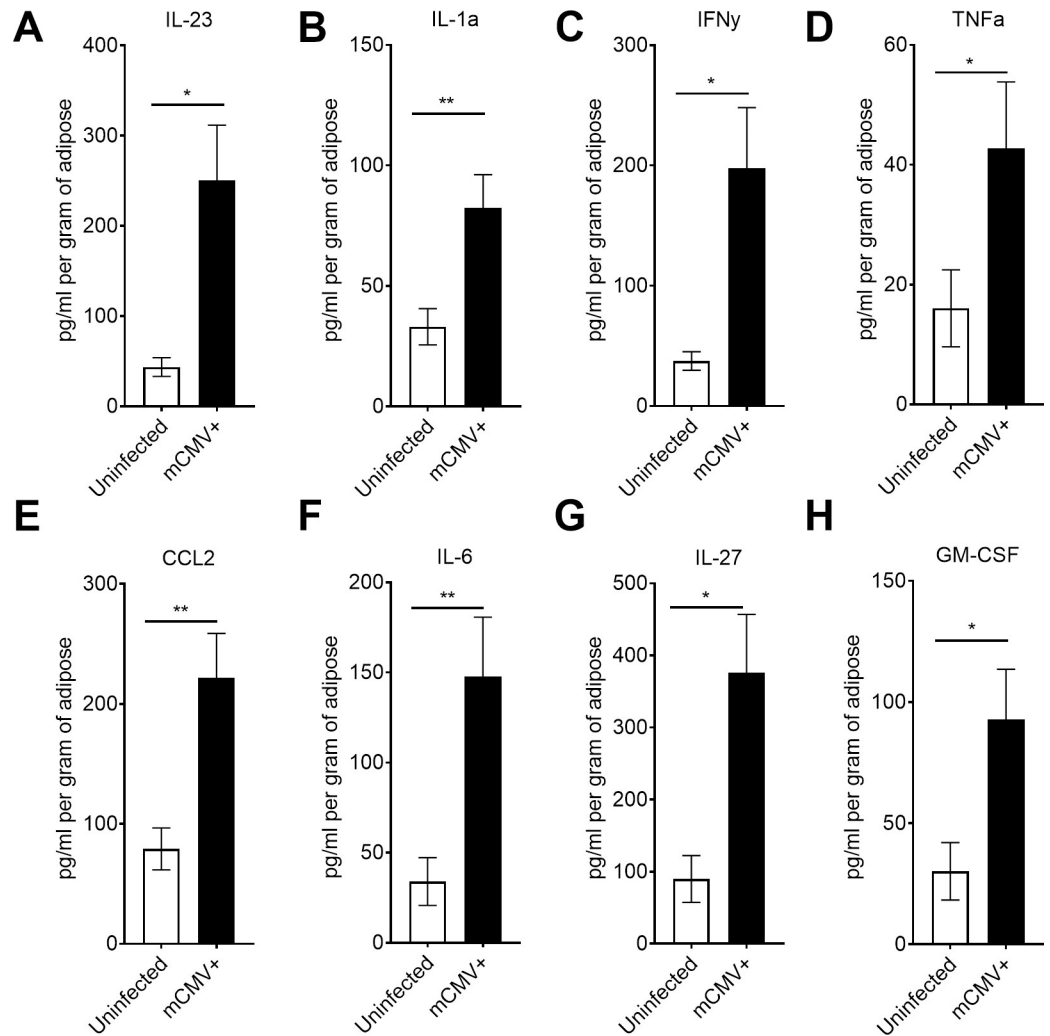 A
IL-23
pg/ml per gram of adipose
400
300
200
100
0
*
Uninfected
mCMV+
B
IL-1a
pg/ml per gram of adipose
150
100
50
0
**
Uninfected
mCMV+
C
IFNy
pg/ml per gram of adipose
300
200
100
0
*
Uninfected
mCMV+
D
TNFa
pg/ml per gram of adipose
60
40
20
0
*
Uninfected
mCMV+
E
CCL2
pg/ml per gram of adipose
300
200
100
0
**
Uninfected
mCMV+
F
IL-6
pg/ml per gram of adipose
200
150
100
50
0
**
Uninfected
mCMV+
G
IL-27
pg/ml per gram of adipose
500
400
300
200
100
0
*
Uninfected
mCMV+
H
GM-CSF
pg/ml per gram of adipose
150
100
50
0
*
Uninfected
mCMV+